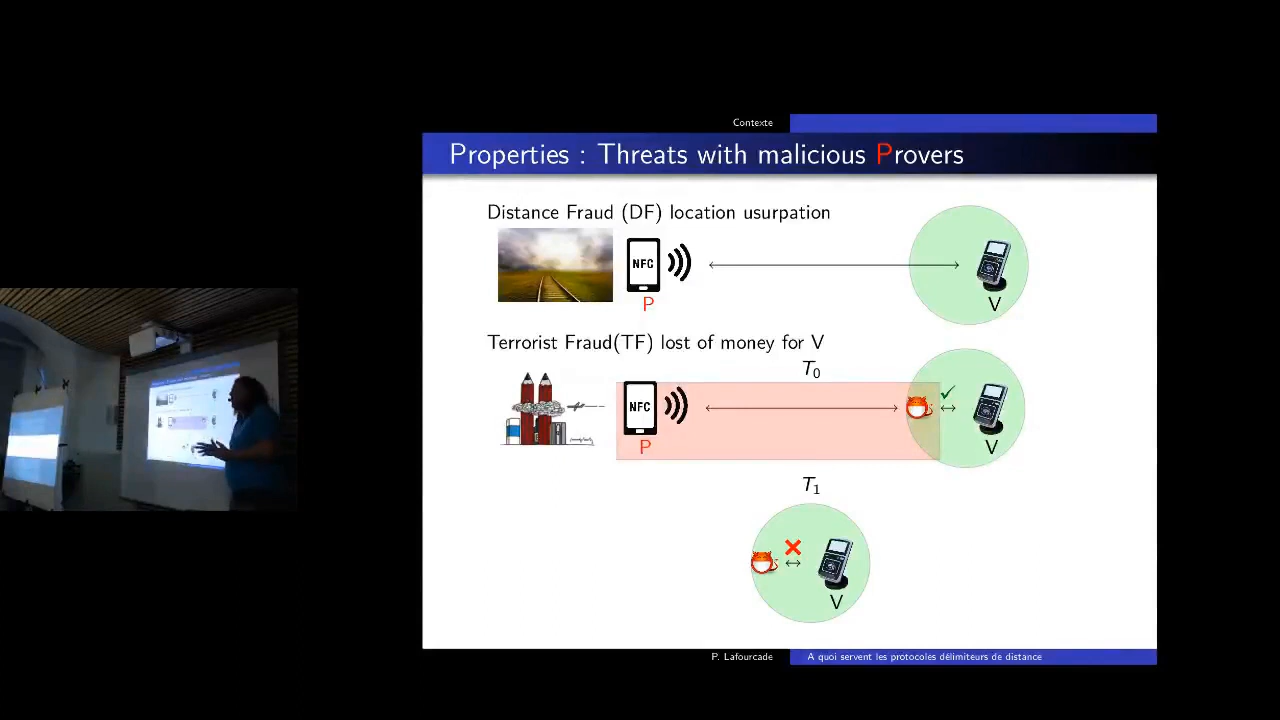 Contexte
Properties : Threats with malicious Provers
Distance Fraud (DF) location usurpation
NFC
P
V
Terrorist Fraud(TF) lost of money for V
T0
NFC
P
V
T1
V
P. Lafourcade
A quoi servent les protocoles délimiteurs de distance